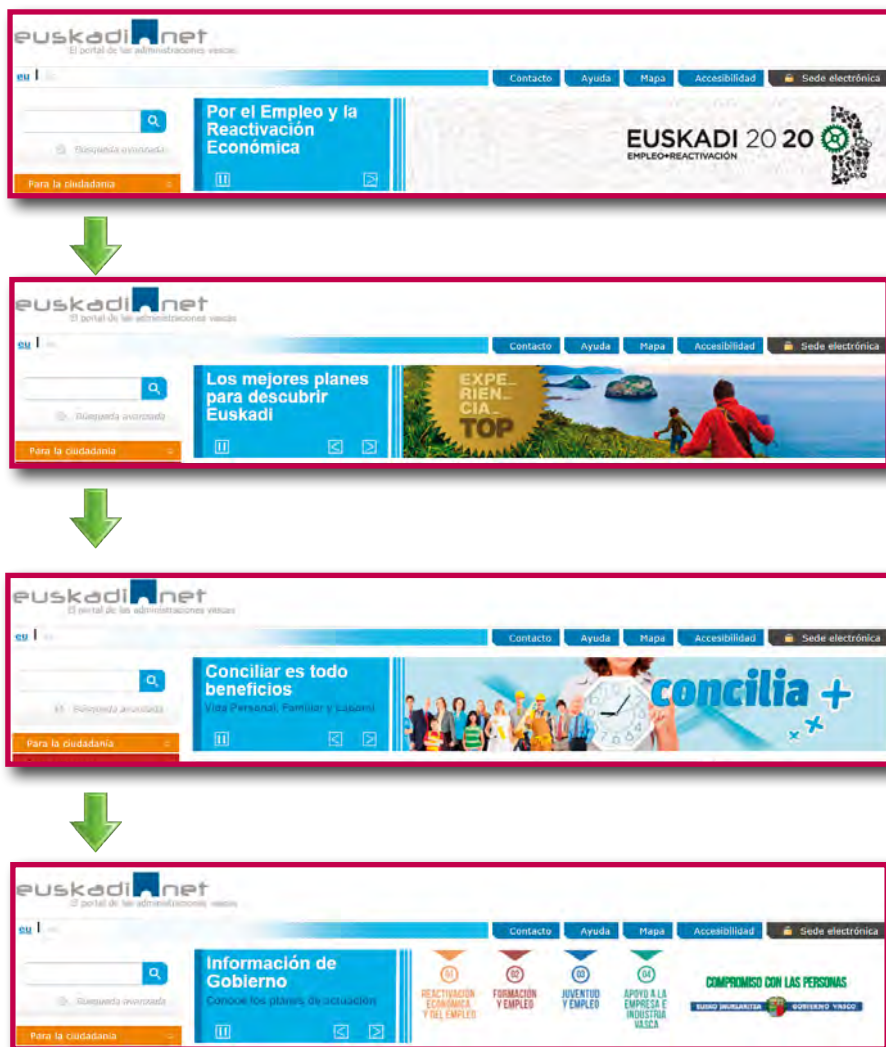 euskadi.net
El portal de las administraciones vascas
eu |
Contacto Ayuda Mapa Accesibilidad Sede electrónica
Búsqueda avanzada
Para la ciudadanía
Por el Empleo y la
Reactivación
Económica
EUSKADI 2020
EMPLEO+REACTIVACIÓN
euskadi.net
El portal de las administraciones vascas
eu |
Contacto Ayuda Mapa Accesibilidad Sede electrónica
Búsqueda avanzada
Para la ciudadanía
Los mejores planes
para descubrir
Euskadi
EXPE_
RIEN_
CIA_
TOP
euskadi.net
El portal de las administraciones vascas
eu |
Contacto Ayuda Mapa Accesibilidad Sede electrónica
Búsqueda avanzada
Para la ciudadanía
Conciliar es todo
beneficios
Vida Personal, Familiar y Laboral
concilia +
euskadi.net
El portal de las administraciones vascas
eu |
Contacto Ayuda Mapa Accesibilidad Sede electrónica
Búsqueda avanzada
Para la ciudadanía
Información de
Gobierno
Conoce los planes de actuación
01
REACTIVACIÓN
ECONÓMICA
Y DEL EMPLEO
02
FORMACIÓN
Y EMPLEO
03
JUVENTUD
Y EMPLEO
04
APOYO A LA
EMPRESA E
INDUSTRIA
VASCA
COMPROMISO CON LAS PERSONAS
EUSKO JAURLARITZA GOBIERNO VASCO